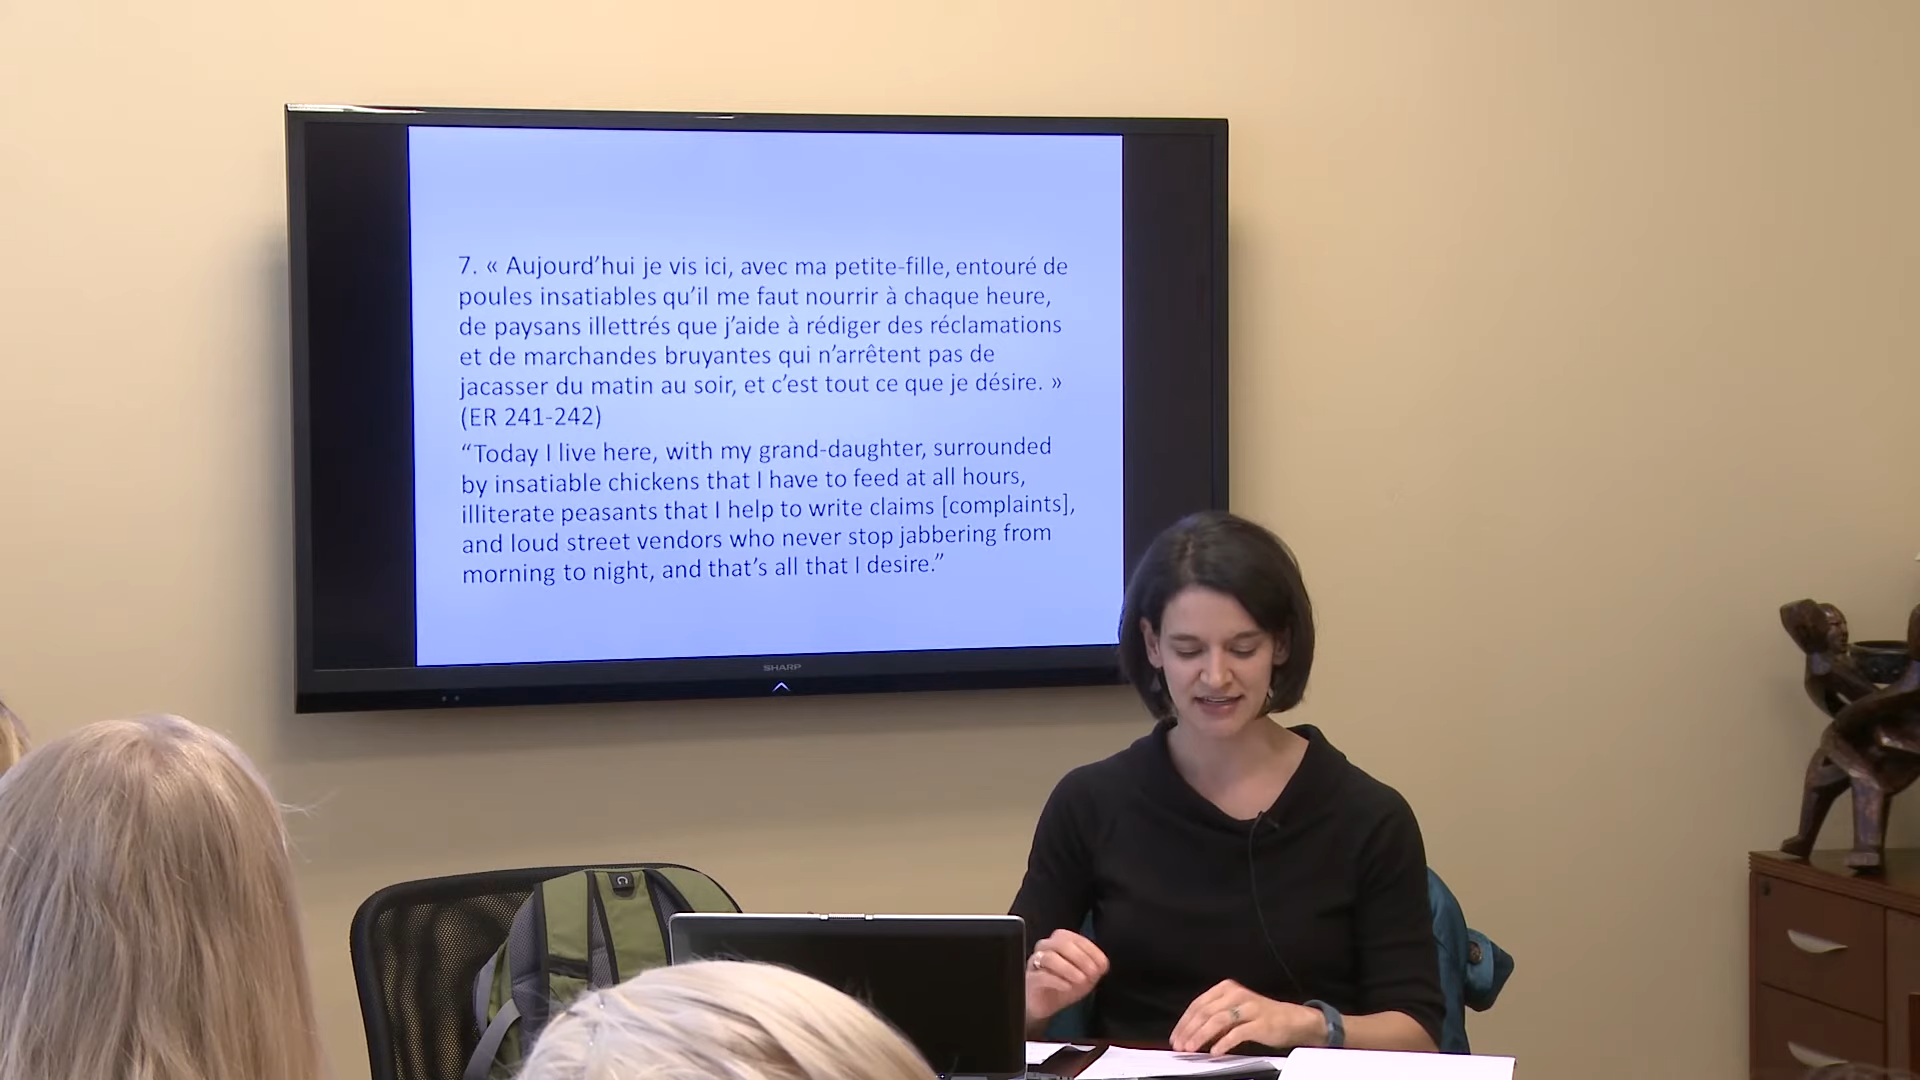 7. « Aujourd’hui je vis ici, avec ma petite-fille, entouré de
poules insatiables qu’il me faut nourrir à chaque heure,
de paysans illettrés que j’aide à rédiger des réclamations
et de marchandes bruyantes qui n’arrêtent pas de
jacasser du matin au soir, et c’est tout ce que je désire. »
(ER 241-242)
“Today I live here, with my grand-daughter, surrounded
by insatiable chickens that I have to feed at all hours,
illiterate peasants that I help to write claims [complaints],
and loud street vendors who never stop jabbering from
morning to night, and that’s all that I desire.”
SHARP